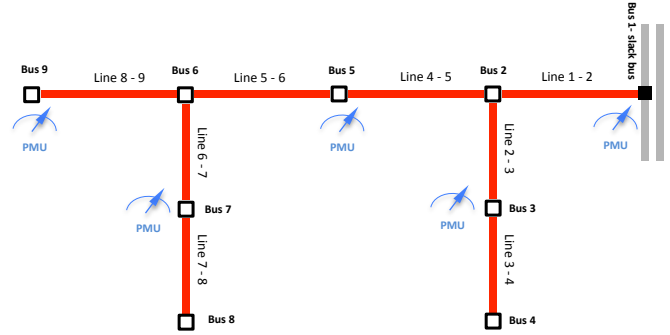 Bus 1- slack bus
Bus 9
Line 8 - 9
Bus 6
Line 5 - 6
Bus 5
Line 4 - 5
Bus 2
Line 1 - 2
PMU
PMU
PMU
Line 6 - 7
Line 2 - 3
Bus 7
PMU
Bus 3
PMU
Line 7 - 8
Line 3 - 4
Bus 8
Bus 4